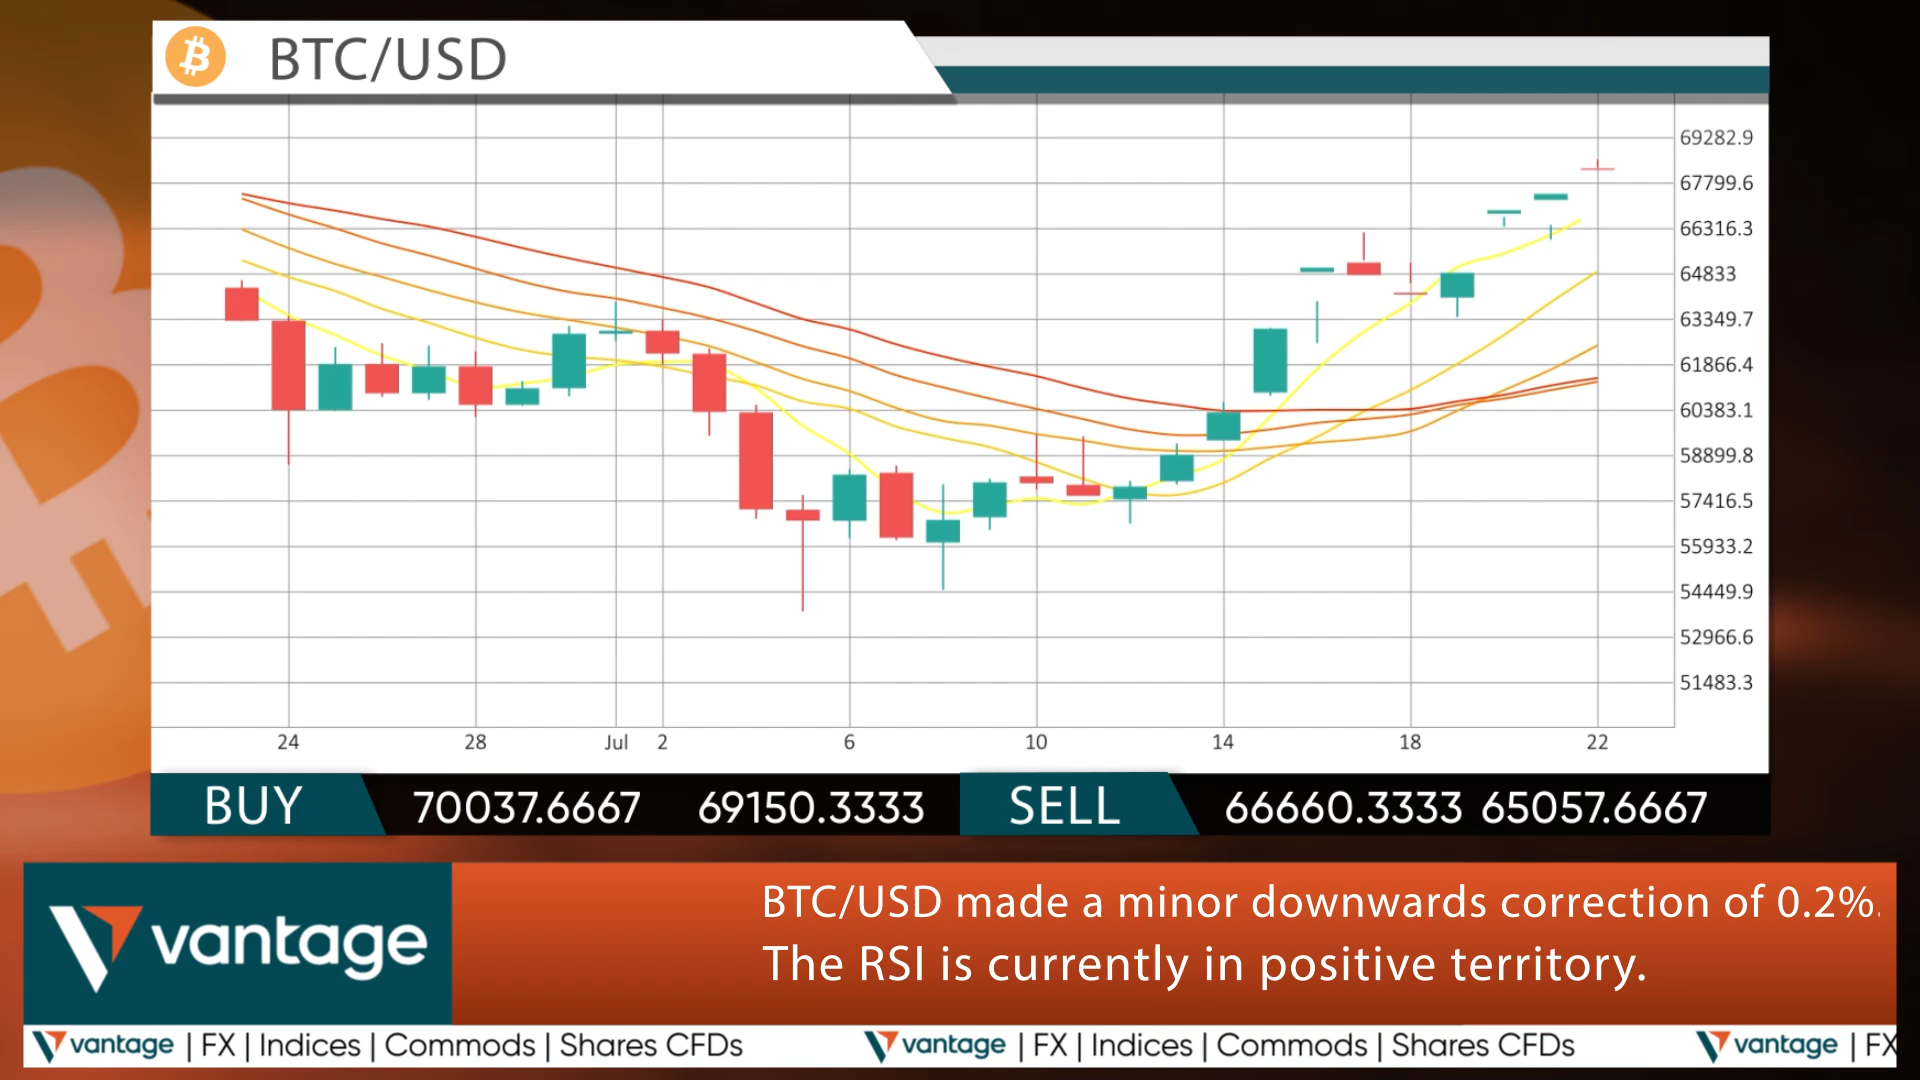 BTC/USD
69282.9
67799.6
66316.3
64833
63349.7
61866.4
60383.1
58899.8
57416.5
55933.2
54449.9
52966.6
51483.3
24 28 Jul 2 6 10 14 18 22
BUY 70037.6667 69150.3333 SELL 66660.3333 65057.6667
vantage
BTC/USD made a minor downwards correction of 0.2%.
The RSI is currently in positive territory.
vantage | FX | Indices | Commods | Shares CFDs vantage | FX | Indices | Commods | Shares CFDs vantage | FX